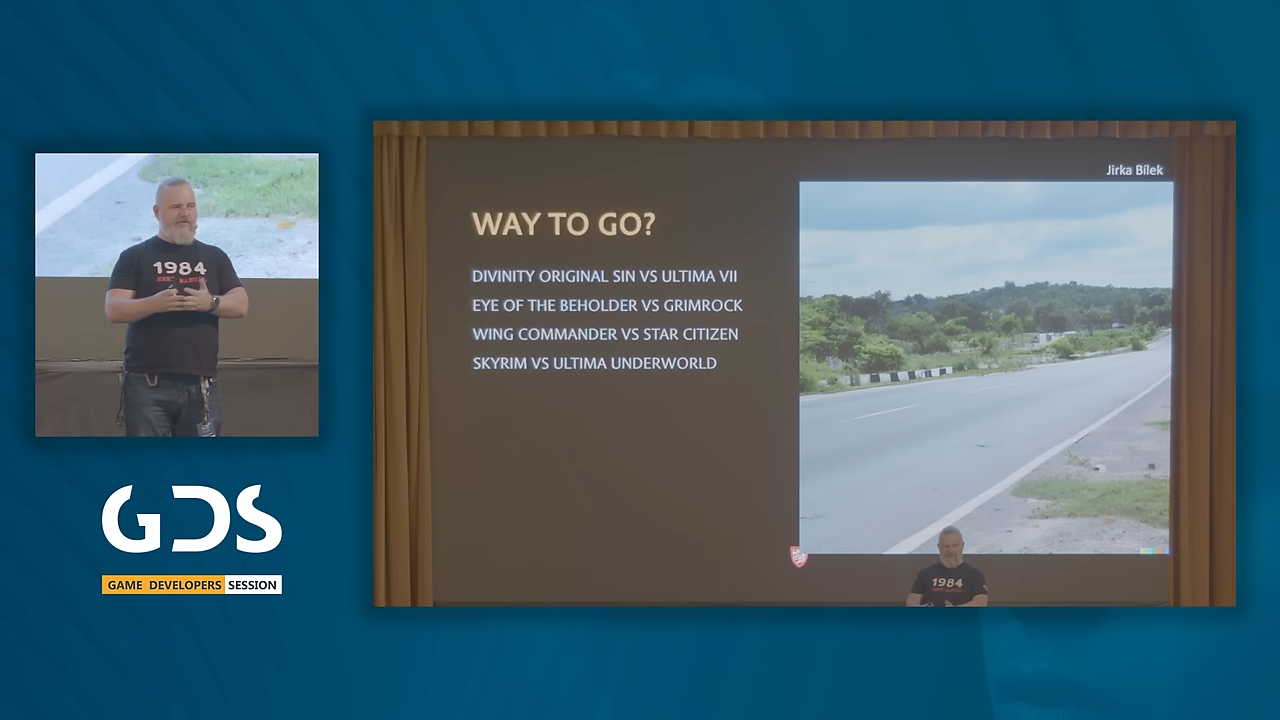 1984
GDS
GAME DEVELOPERS SESSION
Jirka Bílek
WAY TO GO?
DIVINITY ORIGINAL SIN VS ULTIMA VII
EYE OF THE BEHOLDER VS GRIMROCK
WING COMMANDER VS STAR CITIZEN
SKYRIM VS ULTIMA UNDERWORLD
1984